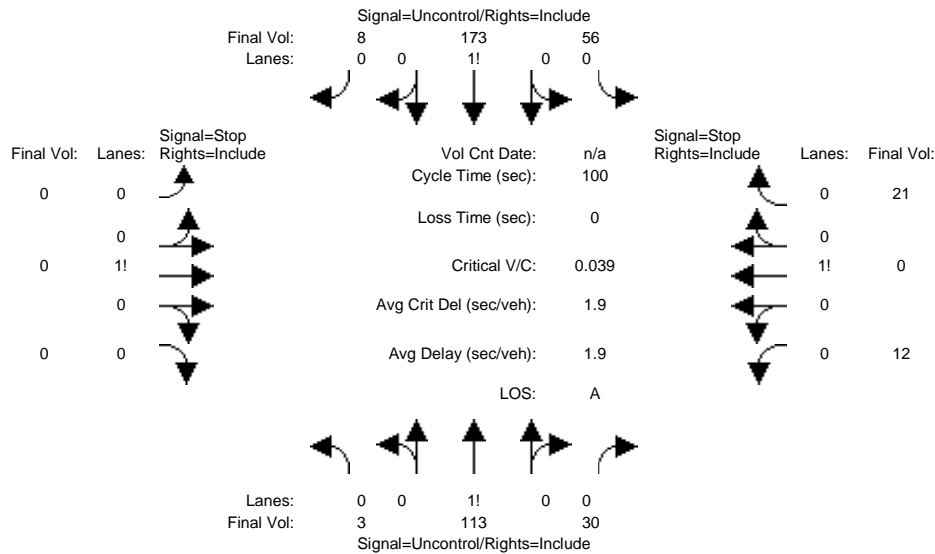 Signal=Uncontrol/Rights=Include
Final Vol: 8 173 56
Lanes: 0 0 1! 0 0
Signal=Stop
Final Vol: Lanes: Rights=Include
Vol Cnt Date: n/a
Signal=Stop
Rights=Include Lanes: Final Vol:
Cycle Time (sec): 100
0 0
0 21
Loss Time (sec): 0
0
0
0 1!
Critical V/C: 0.039
1! 0
0
Avg Crit Del (sec/veh): 1.9
0
0 0
Avg Delay (sec/veh): 1.9
0 12
LOS: A
Lanes: 0 0 1! 0 0
Final Vol: 3 113 30
Signal=Uncontrol/Rights=Include